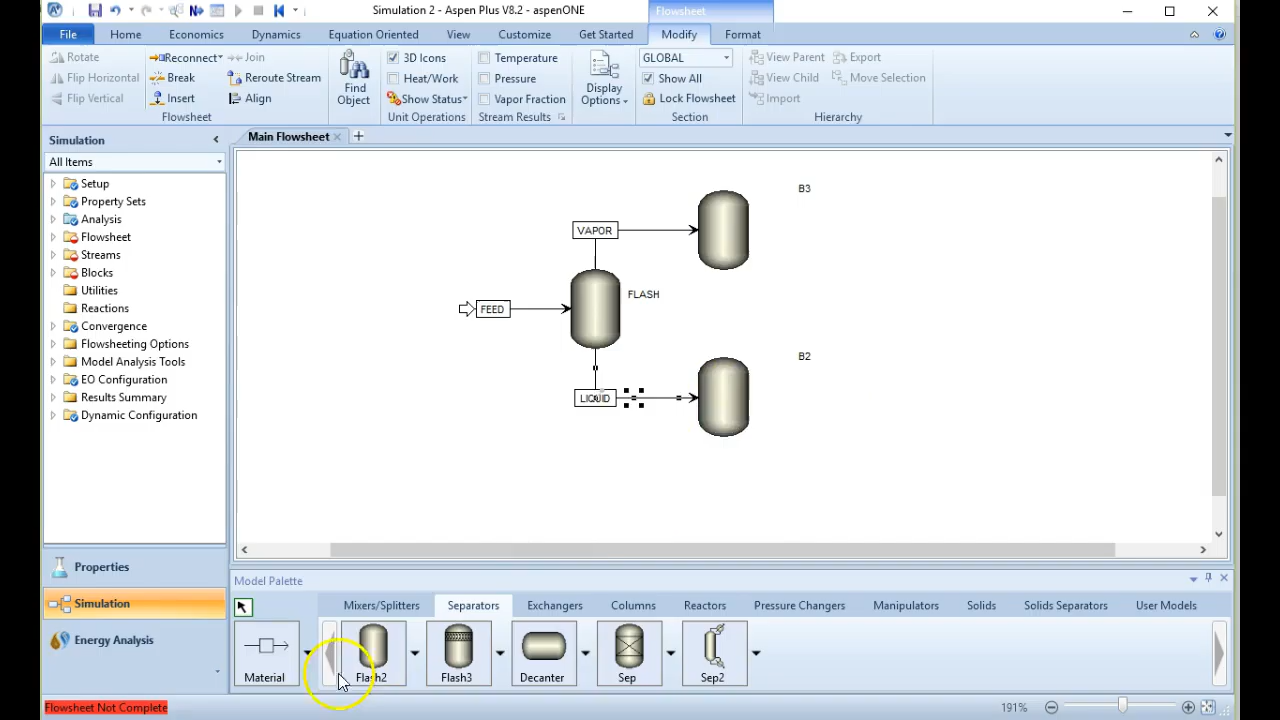 Simulation 2 - Aspen Plus V8.2 - aspenONE
Flowsheet
File Home Economics Dynamics Equation Oriented View Customize Get Started Modify Format
Rotate Reconnect Join 3D Icons Temperature GLOBAL View Parent Export
Flip Horizontal Break Reroute Stream Heat/Work Pressure Show All View Child Move Selection
Flip Vertical Insert Align Find Object Show Status Vapor Fraction Display Options Lock Flowsheet Import
Flowsheet Unit Operations Stream Results Section Hierarchy
Simulation
Main Flowsheet
All Items
Setup
Property Sets
Analysis
Flowsheet
Streams
Blocks
Utilities
Reactions
Convergence
Flowsheeting Options
Model Analysis Tools
EO Configuration
Results Summary
Dynamic Configuration
B3
VAPOR
FLASH
FEED
B2
LIQUID
Properties
Simulation
Energy Analysis
Model Palette
Mixers/Splitters Separators Exchangers Columns Reactors Pressure Changers Manipulators Solids Solids Separators User Models
Material Flash2 Flash3 Decanter Sep Sep2
Flowsheet Not Complete
191%